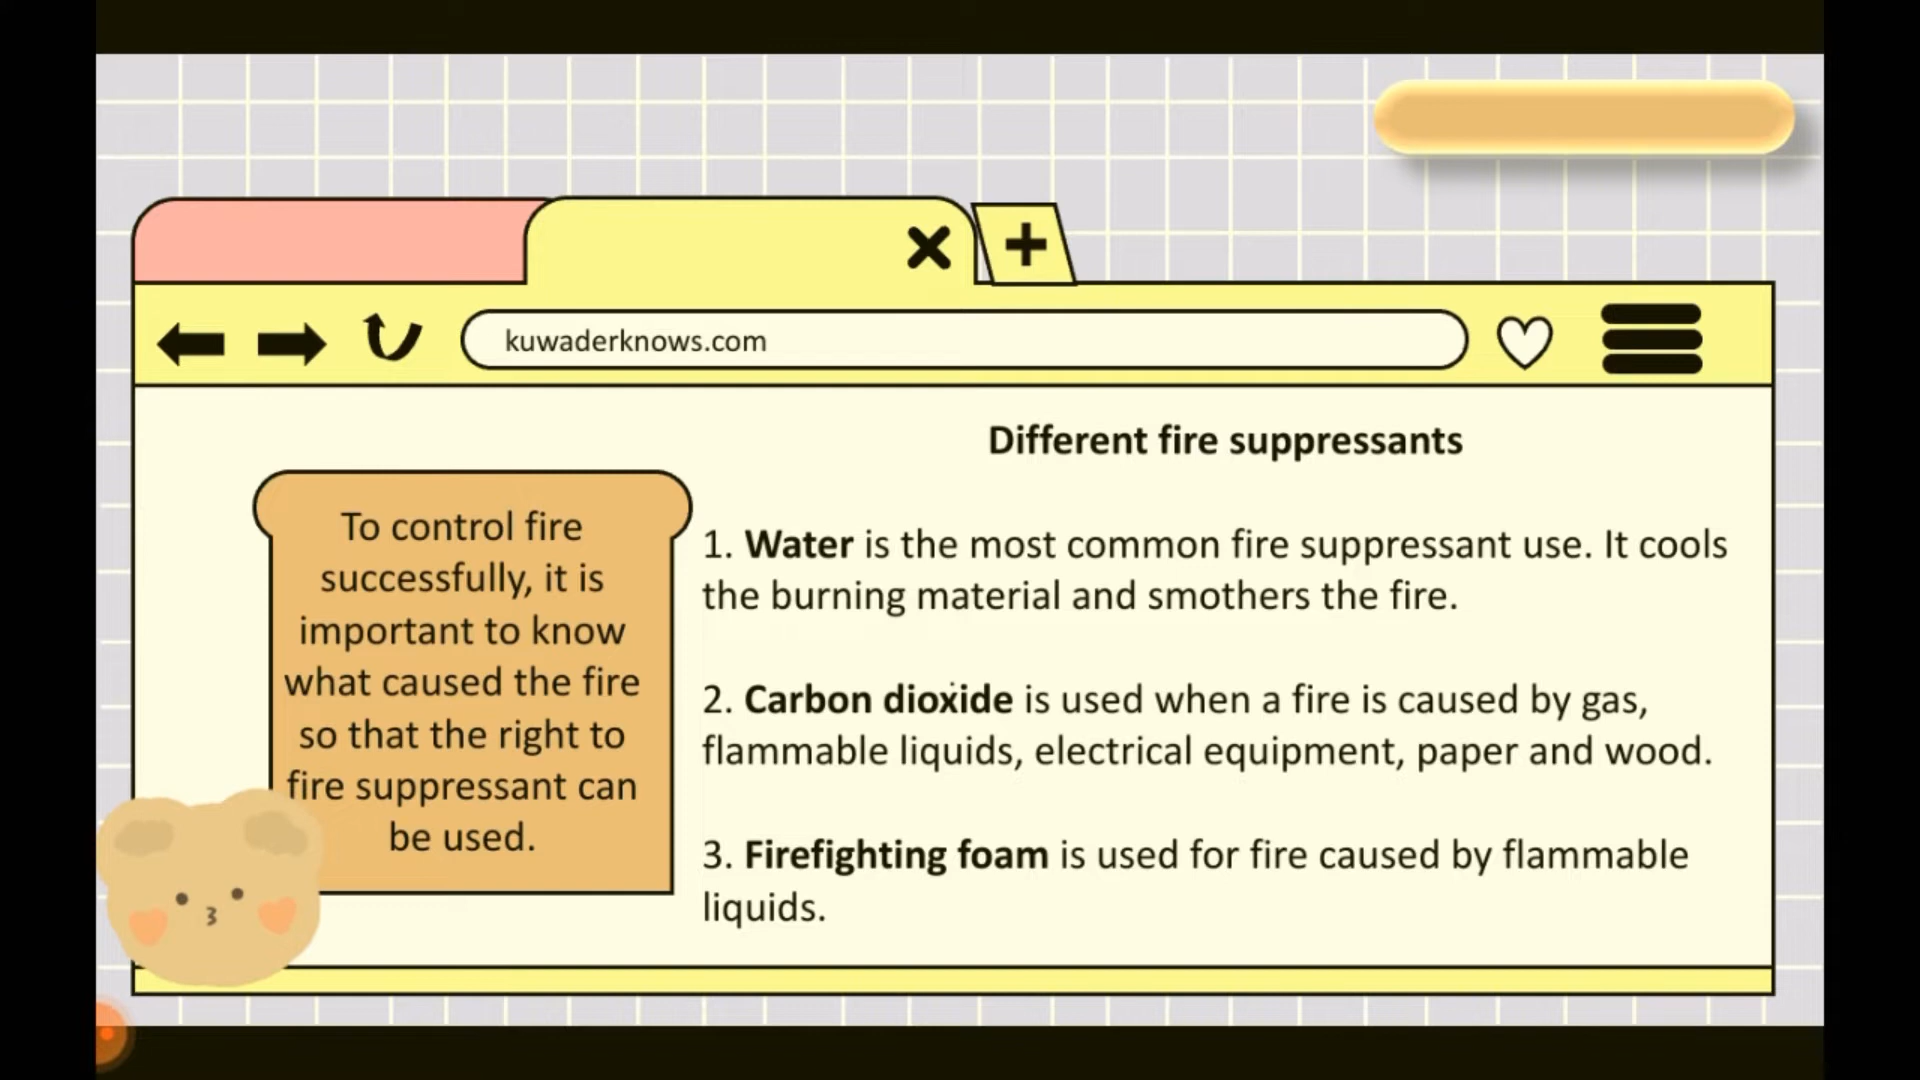 kuwaderknows.com
Different fire suppressants
To control fire
successfully, it is
important to know
what caused the fire
so that the right to
fire suppressant can
be used.
1. Water is the most common fire suppressant use. It cools
the burning material and smothers the fire.
2. Carbon dioxide is used when a fire is caused by gas,
flammable liquids, electrical equipment, paper and wood.
3. Firefighting foam is used for fire caused by flammable
liquids.